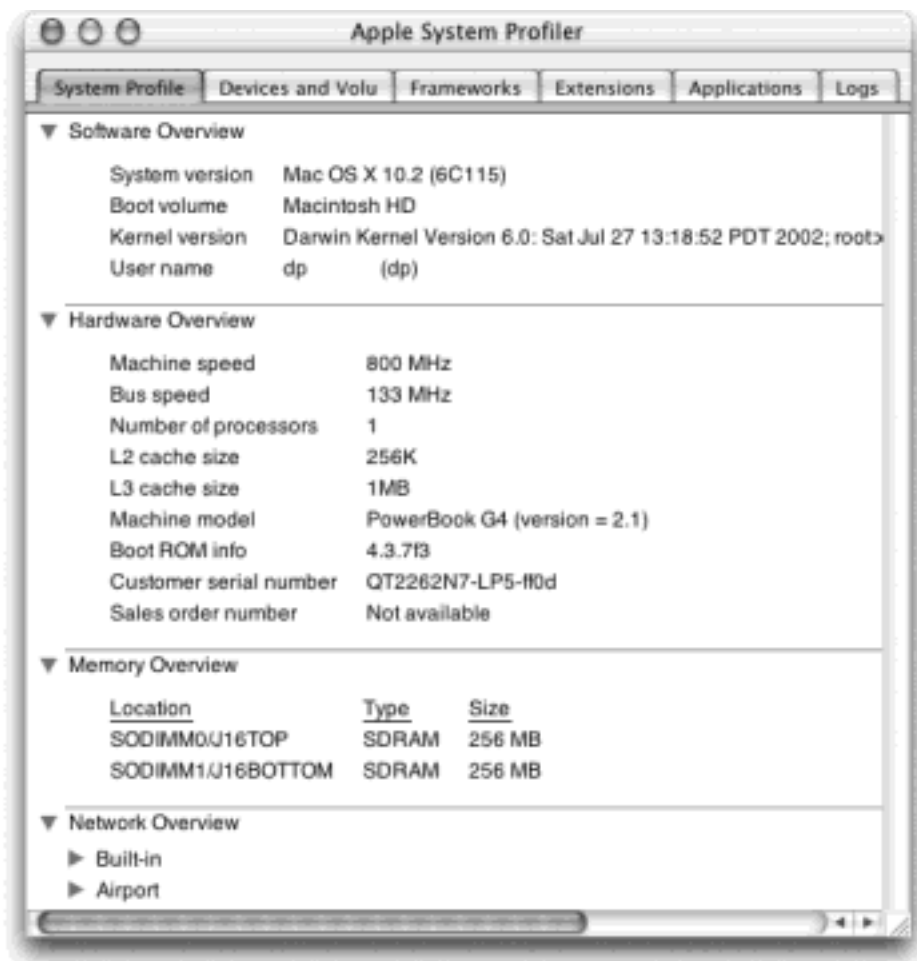 Apple System Profiler
System Profile Devices and Volu Frameworks Extensions Applications Logs
Software Overview
System version Mac OS X 10.2 (6C115)
Boot volume Macintosh HD
Kernel version Darwin Kernel Version 6.0: Sat Jul 27 13:18:52 PDT 2002; root>
User name dp (dp)
Hardware Overview
Machine speed 800 MHz
Bus speed 133 MHz
Number of processors 1
L2 cache size 256K
L3 cache size 1MB
Machine model PowerBook G4 (version = 2.1)
Boot ROM info 4.3.7f3
Customer serial number QT2262N7-LP5-ff0d
Sales order number Not available
Memory Overview
Location Type Size
SODIMM0/J16TOP SDRAM 256 MB
SODIMM1/J16BOTTOM SDRAM 256 MB
Network Overview
Built-in
Airport